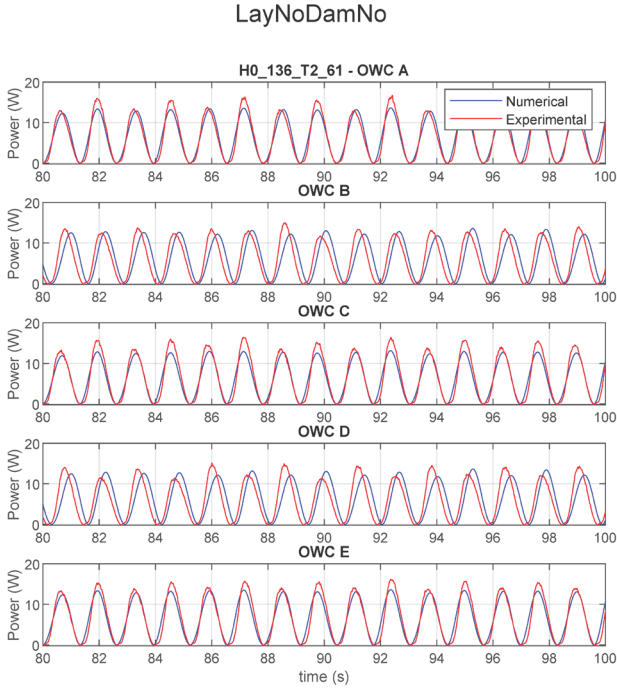 LayNoDamNo
H0_136_T2_61 - OWC A
20
10
0
Power (W)
Numerical
Experimental
80 82 84 86 88 90 92 94 96 98 100
OWC B
20
10
0
Power (W)
80 82 84 86 88 90 92 94 96 98 100
OWC C
20
10
0
Power (W)
80 82 84 86 88 90 92 94 96 98 100
OWC D
20
10
0
Power (W)
80 82 84 86 88 90 92 94 96 98 100
OWC E
20
10
0
Power (W)
80 82 84 86 88 90 92 94 96 98 100
time (s)